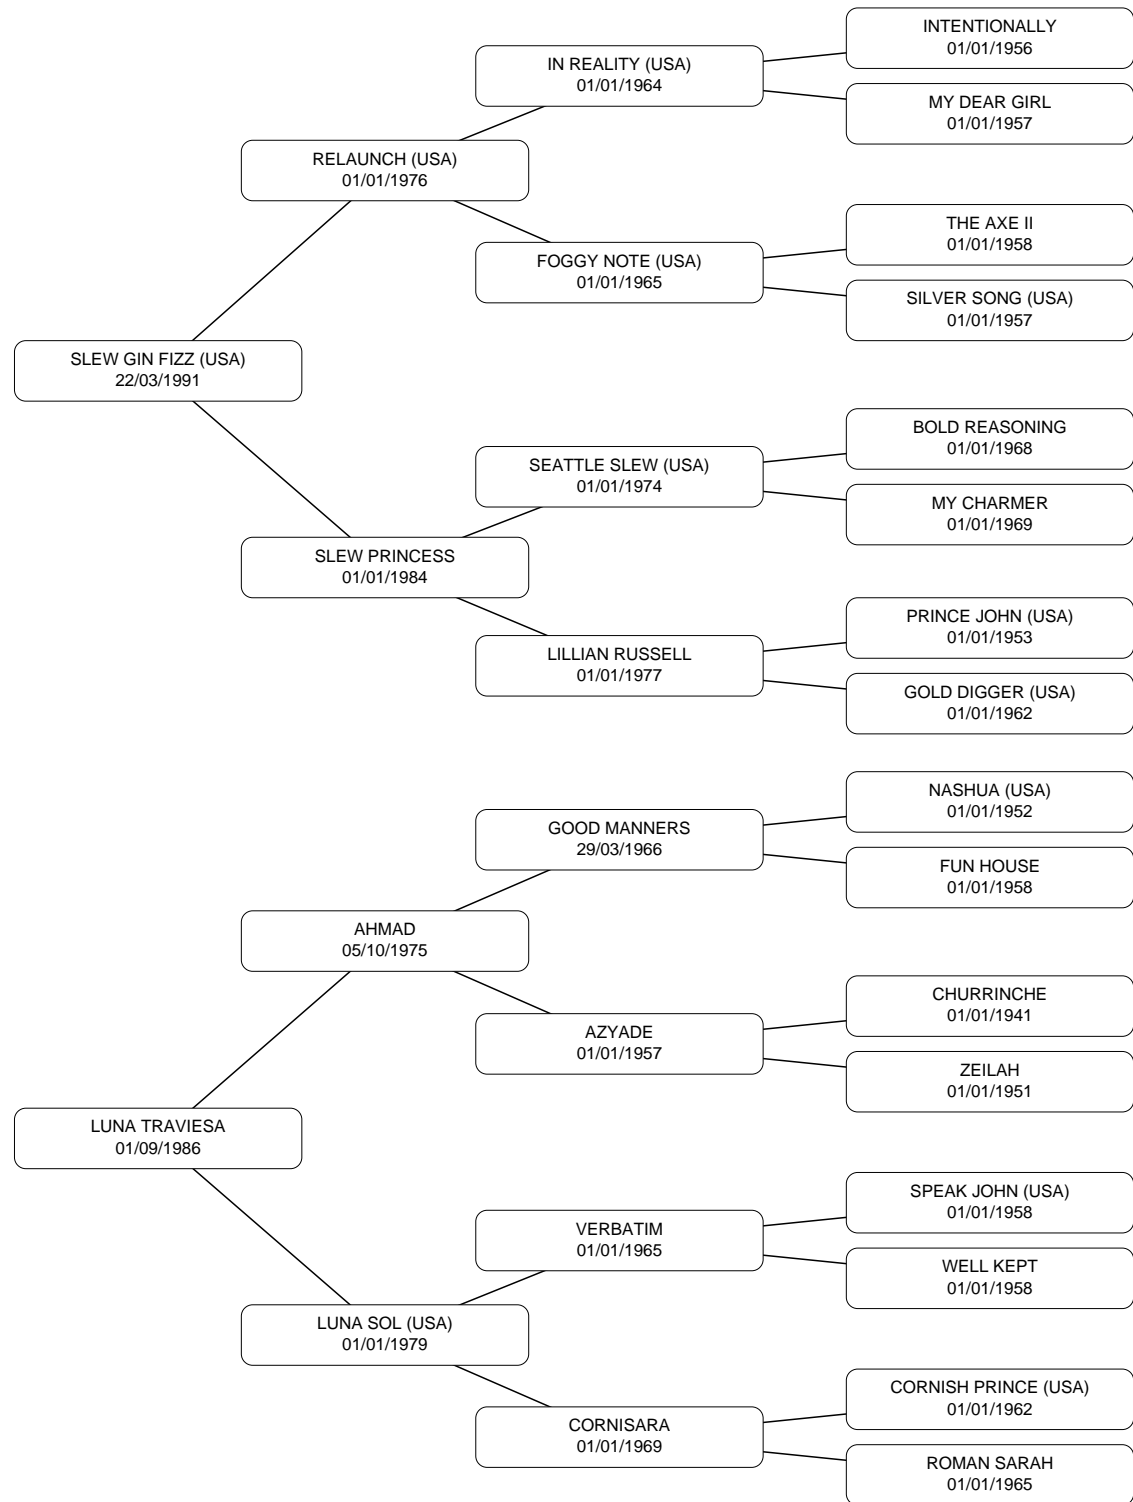 INTENTIONALLY
01/01/1956
IN REALITY (USA)
01/01/1964
MY DEAR GIRL
01/01/1957
RELAUNCH (USA)
01/01/1976
THE AXE II
01/01/1958
FOGGY NOTE (USA)
01/01/1965
SILVER SONG (USA)
01/01/1957
SLEW GIN FIZZ (USA)
22/03/1991
BOLD REASONING
01/01/1968
SEATTLE SLEW (USA)
01/01/1974
MY CHARMER
01/01/1969
SLEW PRINCESS
01/01/1984
PRINCE JOHN (USA)
01/01/1953
LILLIAN RUSSELL
01/01/1977
GOLD DIGGER (USA)
01/01/1962
NASHUA (USA)
01/01/1952
GOOD MANNERS
29/03/1966
FUN HOUSE
01/01/1958
AHMAD
05/10/1975
CHURRINCHE
01/01/1941
AZYADE
01/01/1957
ZEILAH
01/01/1951
LUNA TRAVIESA
01/09/1986
SPEAK JOHN (USA)
01/01/1958
VERBATIM
01/01/1965
WELL KEPT
01/01/1958
LUNA SOL (USA)
01/01/1979
CORNISH PRINCE (USA)
01/01/1962
CORNISARA
01/01/1969
ROMAN SARAH
01/01/1965